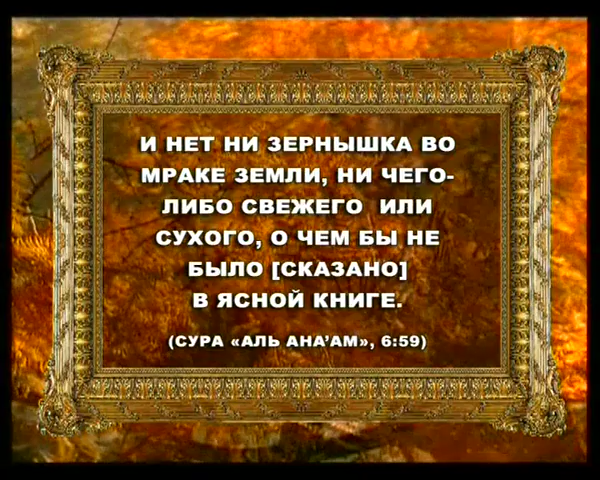 И НЕТ НИ ЗЕРНЫШКА ВО
МРАКЕ ЗЕМЛИ, НИ ЧЕГО-
ЛИБО СВЕЖЕГО ИЛИ
СУХОГО, О ЧЕМ БЫ НЕ
БЫЛО [СКАЗАНО]
В ЯСНОЙ КНИГЕ.
(СУРА «АЛЬ АНА’АМ», 6:59)